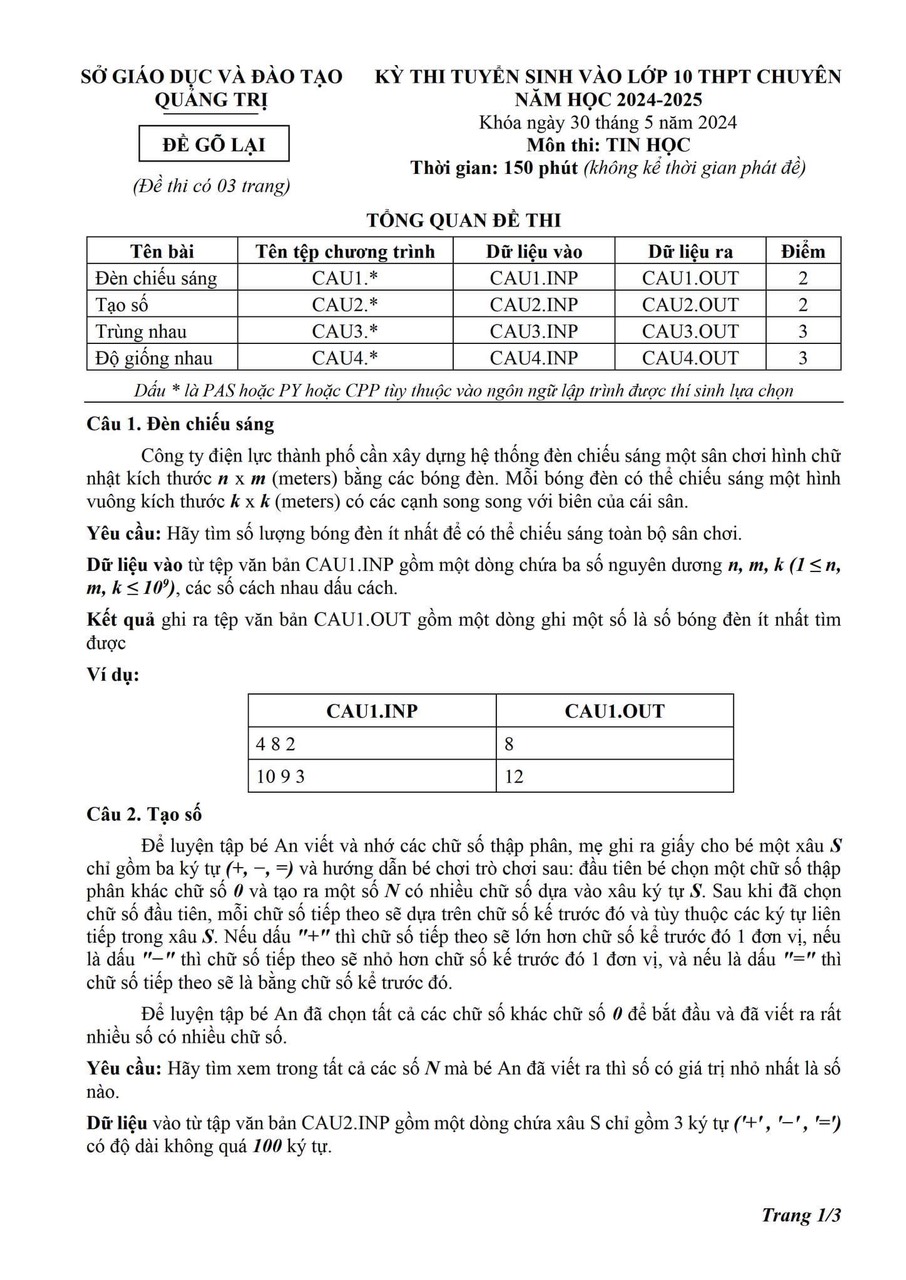 SỞ GIÁO DỤC VÀ ĐÀO TẠO
QUẢNG TRỊ
ĐỀ GÕ LẠI
(Đề thi có 03 trang)
KỲ THI TUYỂN SINH VÀO LỚP 10 THPT CHUYÊN
NĂM HỌC 2024-2025
Khóa ngày 30 tháng 5 năm 2024
Môn thi: TIN HỌC
Thời gian: 150 phút (không kể thời gian phát đề)
TỔNG QUAN ĐỀ THI
Tên bài Tên tệp chương trình Dữ liệu vào Dữ liệu ra Điểm
Đèn chiếu sáng CAU1.* CAU1.INP CAU1.OUT 2
Tạo số CAU2.* CAU2.INP CAU2.OUT 2
Trùng nhau CAU3.* CAU3.INP CAU3.OUT 3
Độ giống nhau CAU4.* CAU4.INP CAU4.OUT 3
Dấu * là PAS hoặc PY hoặc CPP tùy thuộc vào ngôn ngữ lập trình được thí sinh lựa chọn
Câu 1. Đèn chiếu sáng
Công ty điện lực thành phố cần xây dựng hệ thống đèn chiếu sáng một sân chơi hình chữ
nhật kích thước n x m (meters) bằng các bóng đèn. Mỗi bóng đèn có thể chiếu sáng một hình
vuông kích thước k x k (meters) có các cạnh song song với biên của cái sân.
Yêu cầu: Hãy tìm số lượng bóng đèn ít nhất để có thể chiếu sáng toàn bộ sân chơi.
Dữ liệu vào từ tệp văn bản CAU1.INP gồm một dòng chứa ba số nguyên dương n, m, k (1 ≤ n,
m, k ≤ 10⁹), các số cách nhau dấu cách.
Kết quả ghi ra tệp văn bản CAU1.OUT gồm một dòng ghi một số là số bóng đèn ít nhất tìm
được
Ví dụ:
CAU1.INP CAU1.OUT
4 8 2 8
10 9 3 12
Câu 2. Tạo số
Để luyện tập bé An viết và nhớ các chữ số thập phân, mẹ ghi ra giấy cho bé một xâu S
chỉ gồm ba ký tự (+, −, =) và hướng dẫn bé chơi trò chơi sau: đầu tiên bé chọn một chữ số thập
phân khác chữ số 0 và tạo ra một số N có nhiều chữ số dựa vào xâu ký tự S. Sau khi đã chọn
chữ số đầu tiên, mỗi chữ số tiếp theo sẽ dựa trên chữ số kế trước đó và tùy thuộc các ký tự liên
tiếp trong xâu S. Nếu dấu "+" thì chữ số tiếp theo sẽ lớn hơn chữ số kể trước đó 1 đơn vị, nếu
là dấu "−" thì chữ số tiếp theo sẽ nhỏ hơn chữ số kế trước đó 1 đơn vị, và nếu là dấu "=" thì
chữ số tiếp theo sẽ là bằng chữ số kể trước đó.
Để luyện tập bé An đã chọn tất cả các chữ số khác chữ số 0 để bắt đầu và đã viết ra rất
nhiều số có nhiều chữ số.
Yêu cầu: Hãy tìm xem trong tất cả các số N mà bé An đã viết ra thì số có giá trị nhỏ nhất là số
nào.
Dữ liệu vào từ tập văn bản CAU2.INP gồm một dòng chứa xâu S chỉ gồm 3 ký tự ('+' , '−' , '=')
có độ dài không quá 100 ký tự.
Trang 1/3